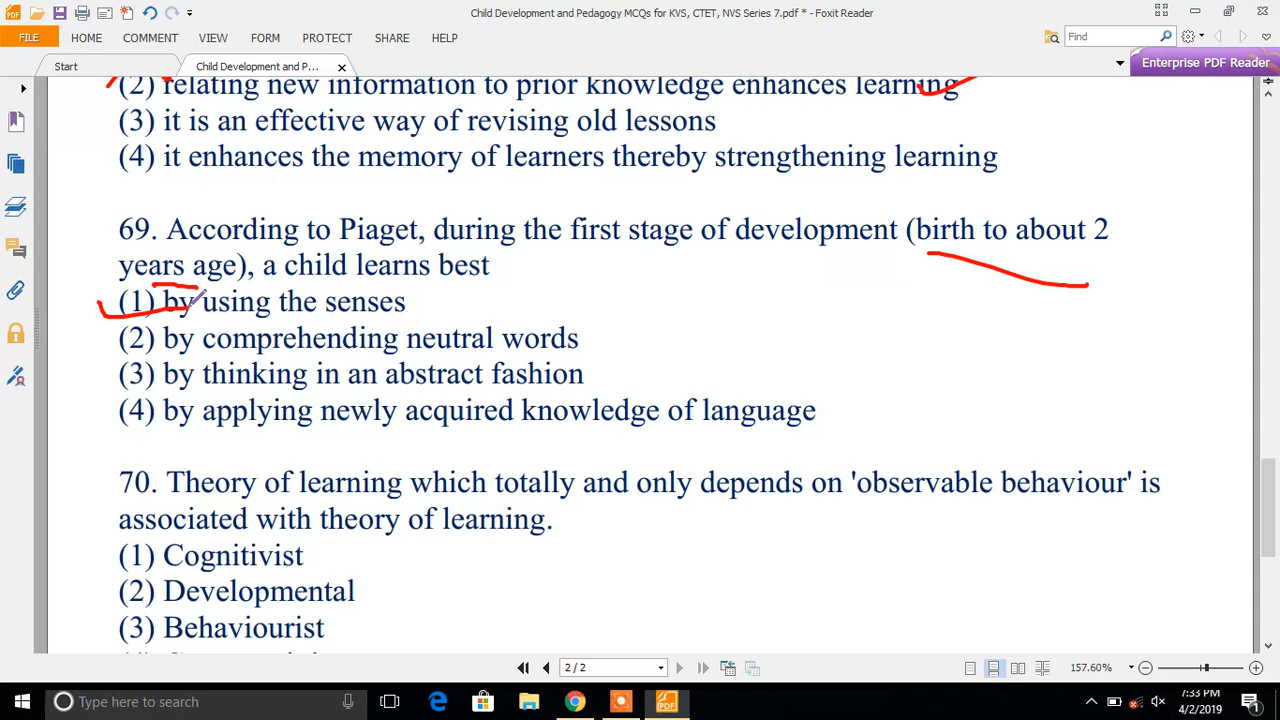 Child Development and Pedagogy MCQs for KVS, CTET, NVS Series 7.pdf * - Foxit Reader
FILE HOME COMMENT VIEW FORM PROTECT SHARE HELP
Find
Start
Child Development and P...
Enterprise PDF Reader
(2) relating new information to prior knowledge enhances learning
(3) it is an effective way of revising old lessons
(4) it enhances the memory of learners thereby strengthening learning
69. According to Piaget, during the first stage of development (birth to about 2
years age), a child learns best
(1) by using the senses
(2) by comprehending neutral words
(3) by thinking in an abstract fashion
(4) by applying newly acquired knowledge of language
70. Theory of learning which totally and only depends on 'observable behaviour' is
associated with theory of learning.
(1) Cognitivist
(2) Developmental
(3) Behaviourist
2 / 2
157.60%
Type here to search
PDF
7:33 PM
4/2/2019
1